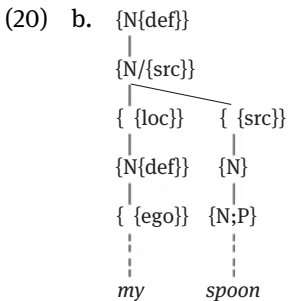 (20) b. {N{def}}
{N/{src}}
{ {loc}} { {src}}
{N{def}} {N}
{ {ego}} {N;P}
my spoon